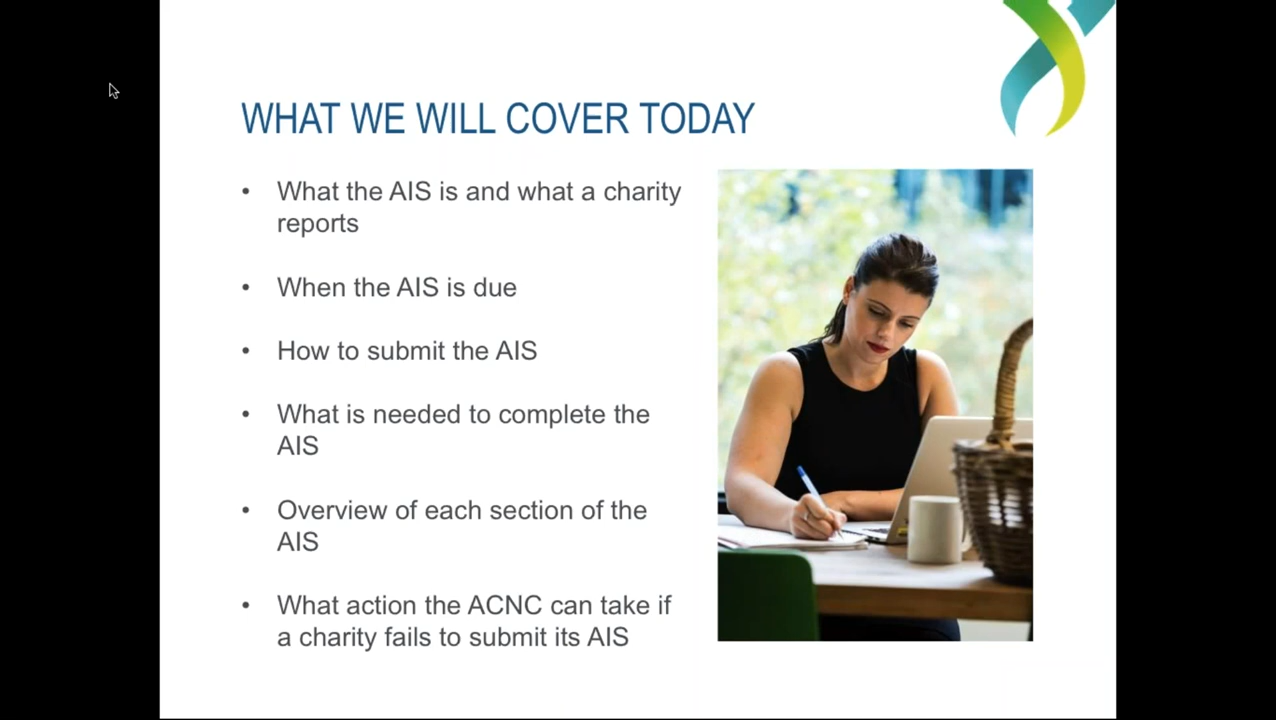 WHAT WE WILL COVER TODAY
• What the AIS is and what a charity
reports
• When the AIS is due
• How to submit the AIS
• What is needed to complete the
AIS
• Overview of each section of the
AIS
• What action the ACNC can take if
a charity fails to submit its AIS